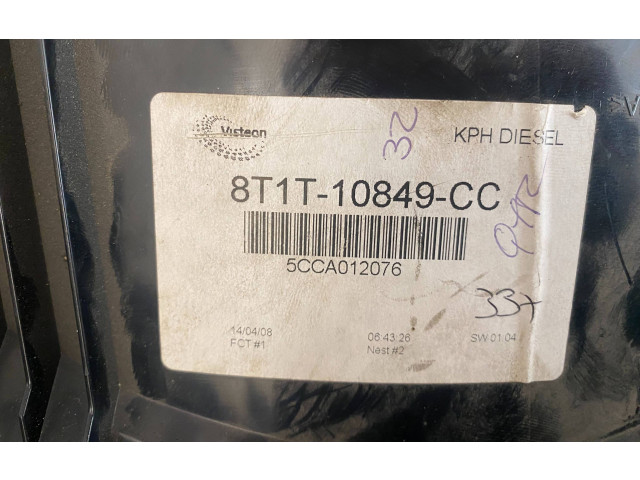 Visteon
32
KPH DIESEL
8T1T-10849-CC
5CCA012076
337
14/04/08
06:43:26
SW 01.04
FCT #1
Nest #2